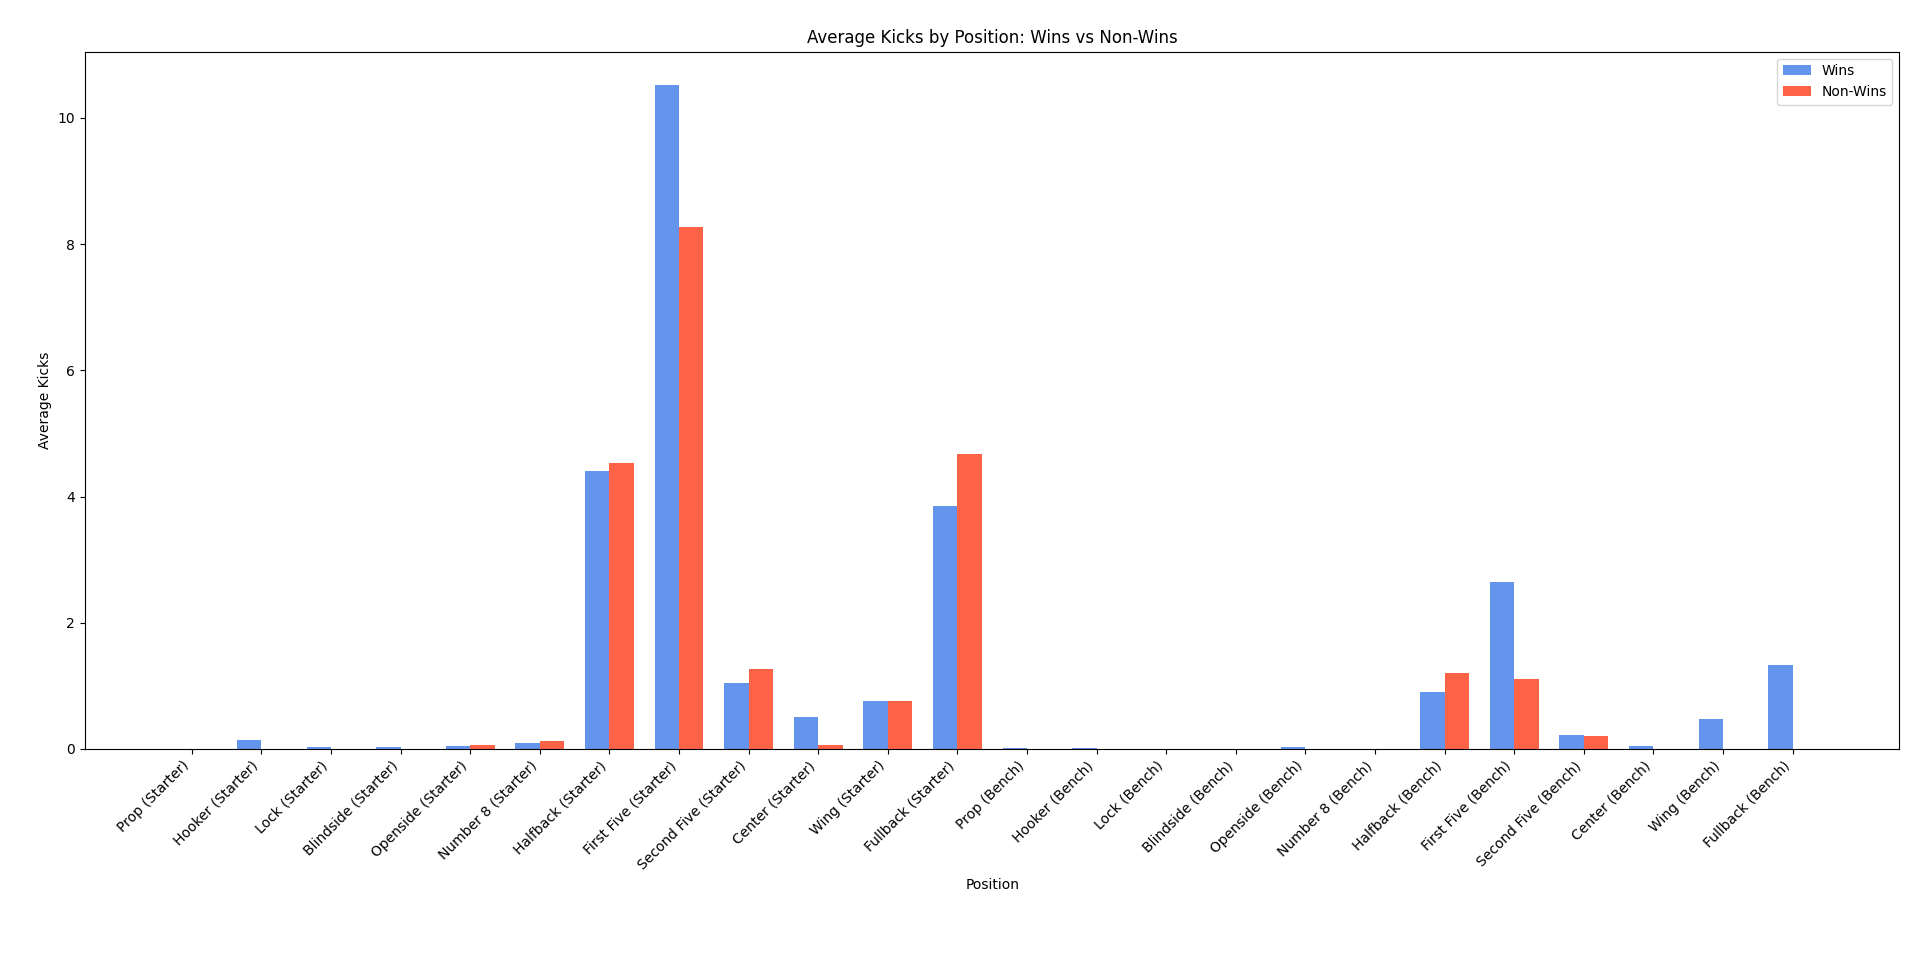 Average Kicks by Position: Wins vs Non-Wins
Wins
Non-Wins
Average Kicks
10
8
6
4
2
0
Prop (Starter)
Hooker (Starter)
Lock (Starter)
Blindside (Starter)
Openside (Starter)
Number 8 (Starter)
Halfback (Starter)
First Five (Starter)
Second Five (Starter)
Center (Starter)
Wing (Starter)
Fullback (Starter)
Prop (Bench)
Hooker (Bench)
Lock (Bench)
Blindside (Bench)
Openside (Bench)
Number 8 (Bench)
Halfback (Bench)
First Five (Bench)
Second Five (Bench)
Center (Bench)
Wing (Bench)
Fullback (Bench)
Position